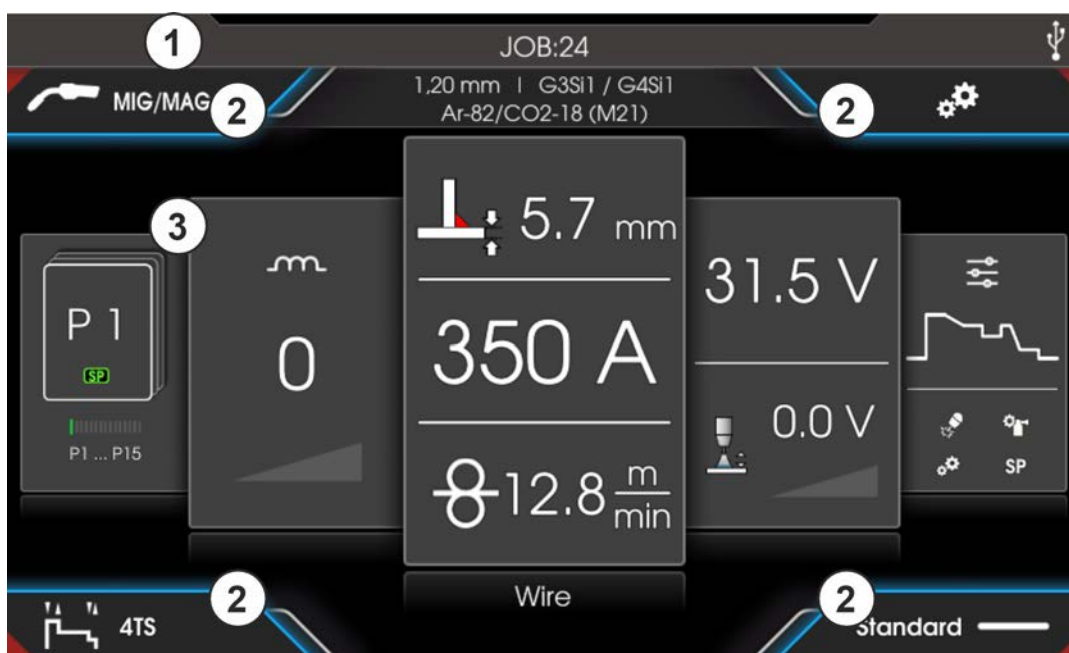 1
JOB:24
MIG/MAG
2
1,20 mm | G3Si1 / G4Si1
Ar-82/CO2-18 (M21)
2
3
P 1
SP
P1 ... P15
0
5.7 mm
350 A
12.8 m/min
31.5 V
0.0 V
SP
Wire
4TS
2
2
Standard